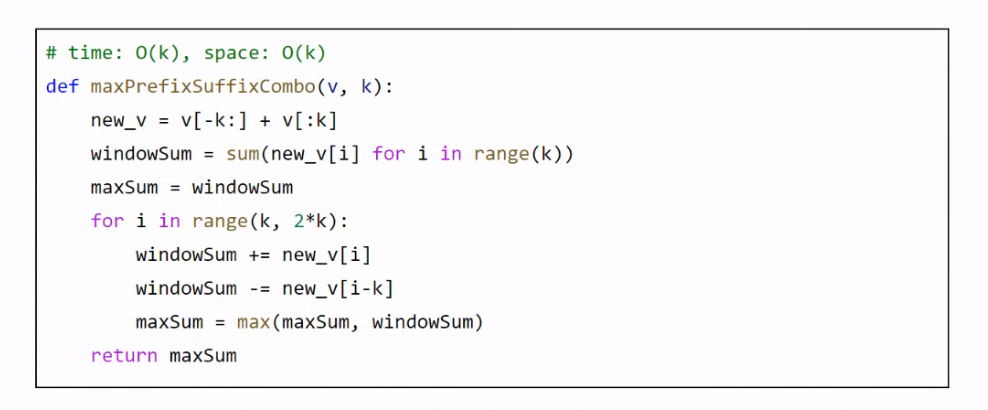 # time: O(k), space: O(k)
def maxPrefixSuffixCombo(v, k):
    new_v = v[-k:] + v[:k]
    windowSum = sum(new_v[i] for i in range(k))
    maxSum = windowSum
    for i in range(k, 2*k):
        windowSum += new_v[i]
        windowSum -= new_v[i-k]
        maxSum = max(maxSum, windowSum)
    return maxSum